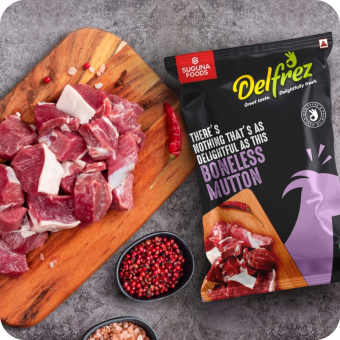 SUGUNA
FOODS
Delfrez
Great taste. Delightfully fresh.
THERE'S
NOTHING THAT'S AS
DELIGHTFUL AS THIS
BONELESS
MUTTON